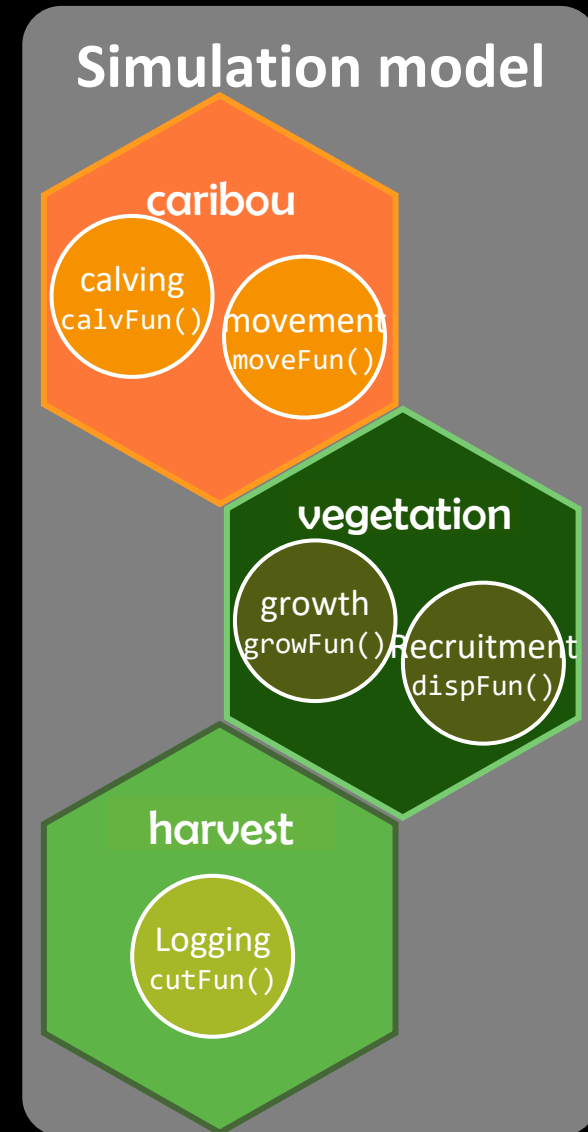 Simulation model
caribou
calving
calvFun()
movement
moveFun()
vegetation
growth
growFun()
Recruitment
dispFun()
harvest
Logging
cutFun()